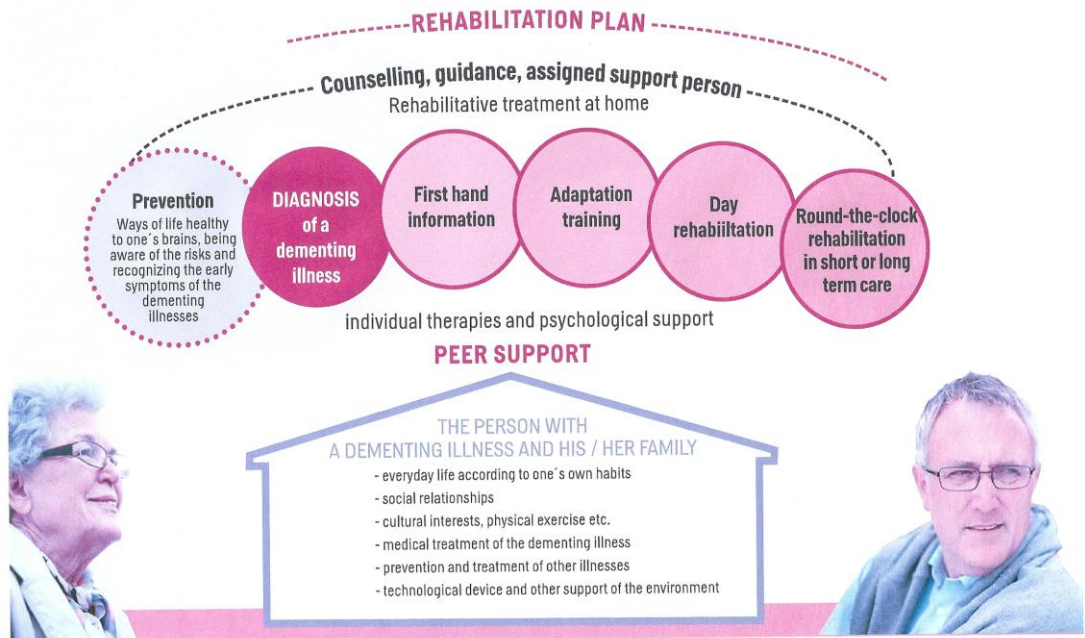 REHABILITATION PLAN
Counselling, guidance, assigned support person
Rehabilitative treatment at home
Prevention
Ways of life healthy
to one´s brains, being
aware of the risks and
recognizing the early
symptoms of the
dementing
illnesses
DIAGNOSIS
of a
dementing
illness
First hand
information
Adaptation
training
Day
rehabiiltation
Round-the-clock
rehabilitation
in short or long
term care
individual therapies and psychological support
PEER SUPPORT
THE PERSON WITH
A DEMENTING ILLNESS AND HIS / HER FAMILY
- everyday life according to one´s own habits
- social relationships
- cultural interests, physical exercise etc.
- medical treatment of the dementing illness
- prevention and treatment of other illnesses
- technological device and other support of the environment